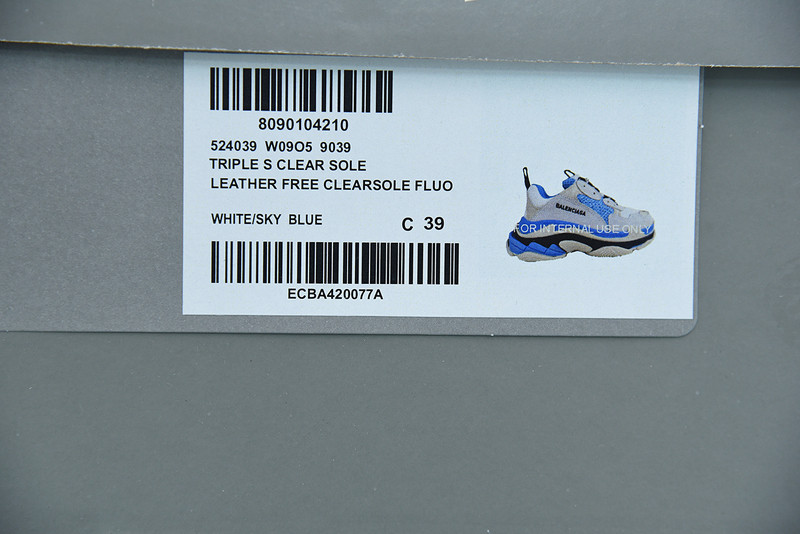 8090104210
524039 W09O5 9039
TRIPLE S CLEAR SOLE
LEATHER FREE CLEARSOLE FLUO
WHITE/SKY BLUE
C 39
ECBA420077A
BALENCIAGA
FOR INTERNAL USE ONLY